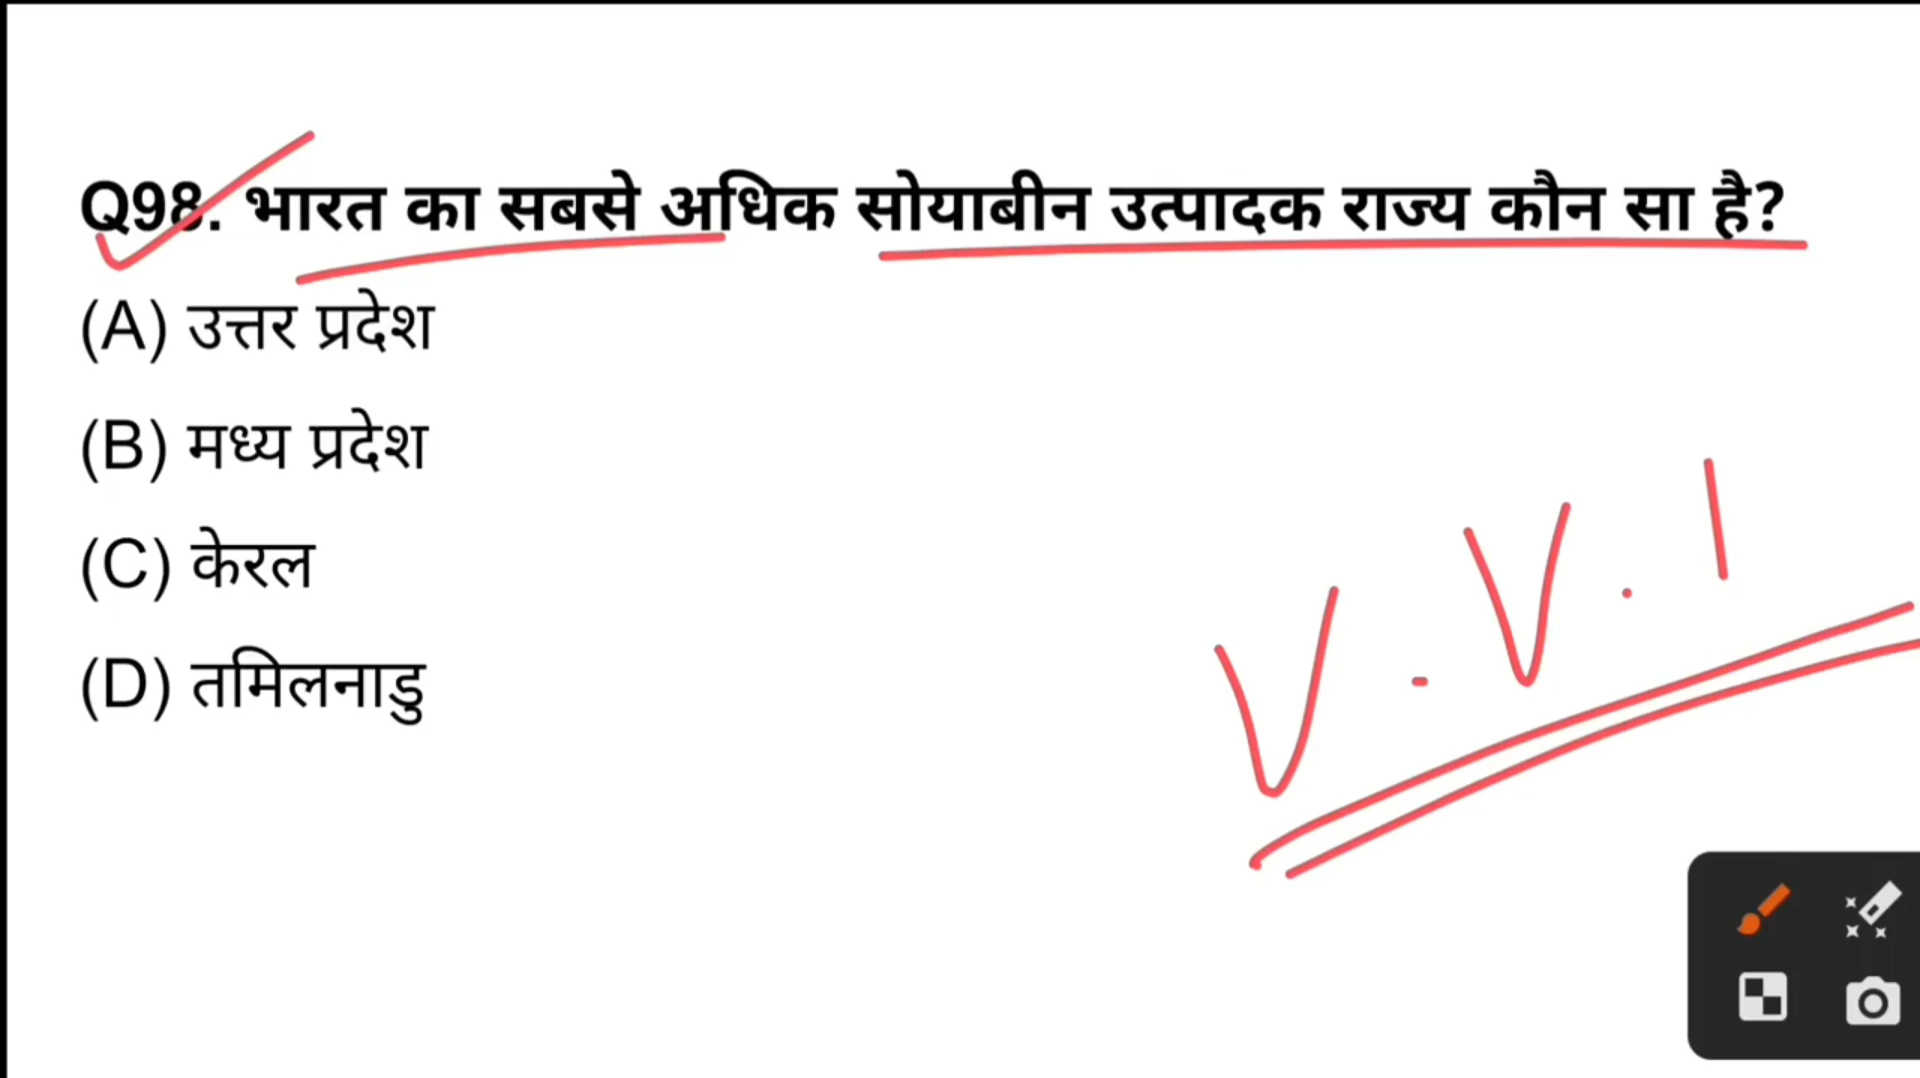 Q98. भारत का सबसे अधिक सोयाबीन उत्पादक राज्य कौन सा है?
(A) उत्तर प्रदेश
(B) मध्य प्रदेश
(C) केरल
(D) तमिलनाडु
V.V.I